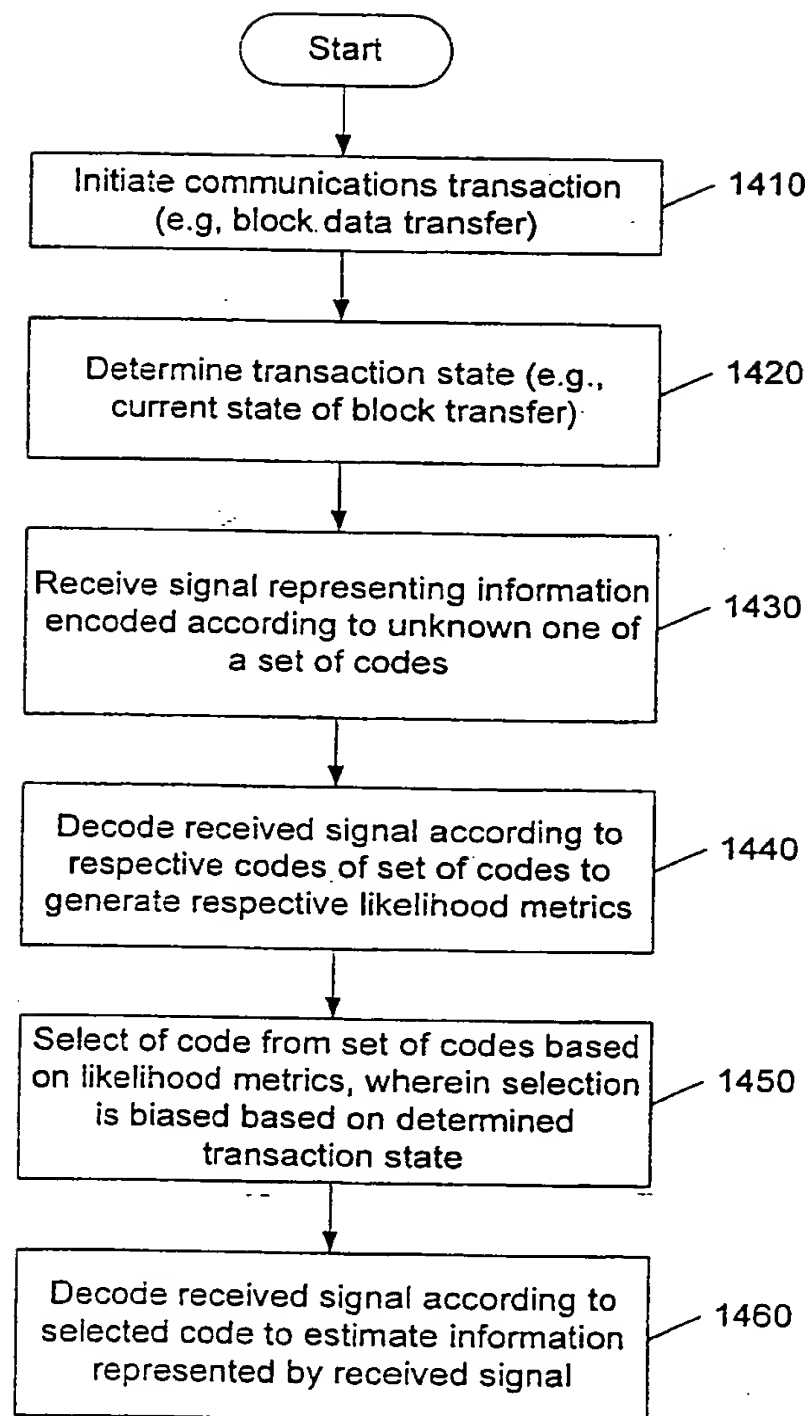 Start
Initiate communications transaction
(e.g, block data transfer)
1410
Determine transaction state (e.g.,
current state of block transfer)
1420
Receive signal representing information
encoded according to unknown one of
a set of codes
1430
Decode received signal according to
respective codes of set of codes to
generate respective likelihood metrics
1440
Select of code from set of codes based
on likelihood metrics, wherein selection
is biased based on determined
transaction state
1450
Decode received signal according to
selected code to estimate information
represented by received signal
1460